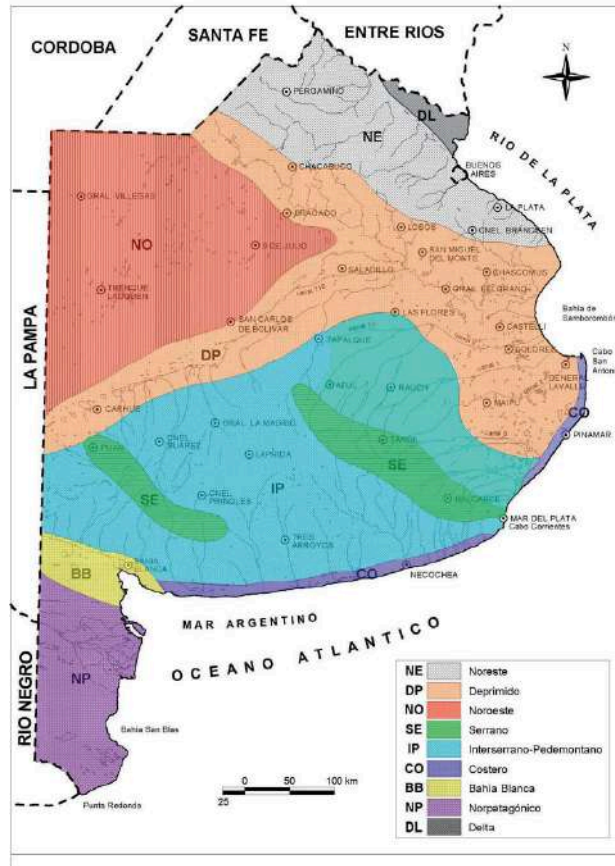 CORDOBA
SANTA FE
ENTRE RIOS
N
PERGAMINO
DL
NE
RIO DE LA PLATA
BUENOS
AIRES
CHACABUCO
GRAL. VILLEGAS
LA PLATA
BRAGADO
LOBOS
CNEL BRANDSEN
NO
9 DE JULIO
SAN MIGUEL
DEL MONTE
SALADILLO
CHASCOMUS
TRENQUE
LAUQUEN
GRAL BELGRANO
SAN CARLOS
DE BOLIVAR
LAS FLORES
Bahía de
Samborombón
CASTELLI
LA PAMPA
TAPALQUE
DOLORES
Cabo
San
Antonio
DP
GENERAL
LAVALLE
AZUL
RAUCH
CARHUE
MAIPU
CO
GRAL LA MADRID
PINAMAR
PUAN
CNEL
SUAREZ
TANDIL
LAPRIDA
SE
SE
IP
CNEL
PRINGLES
BALCARCE
MAR DEL PLATA
Cabo Corrientes
TRES
ARROYOS
BB
BAHIA
BLANCA
CO
NECOCHEA
MAR ARGENTINO
OCEANO ATLANTICO
RIO NEGRO
NP
Bahía San Blas
Punta Redonda
0 50 100 km
25
NE Noreste
DP Deprimido
NO Noroeste
SE Serrano
IP Interserrano-Pedemontano
CO Costero
BB Bahía Blanca
NP Norpatagónico
DL Delta